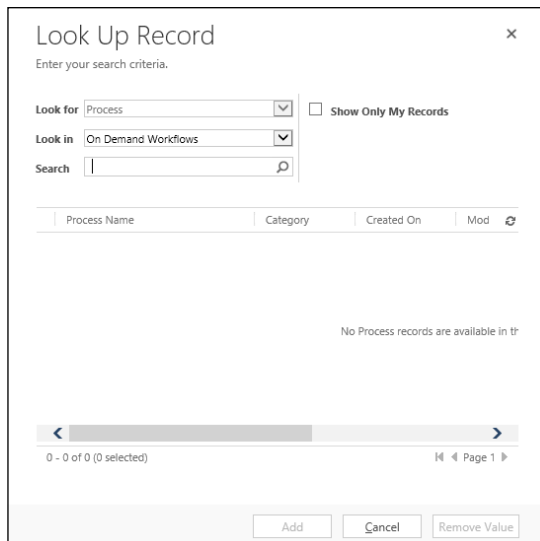 Look Up Record
Enter your search criteria.
Look for Process
Show Only My Records
Look in On Demand Workflows
Search
Process Name Category Created On Mod
No Process records are available in th
0 - 0 of 0 (0 selected) Page 1
Add Cancel Remove Value